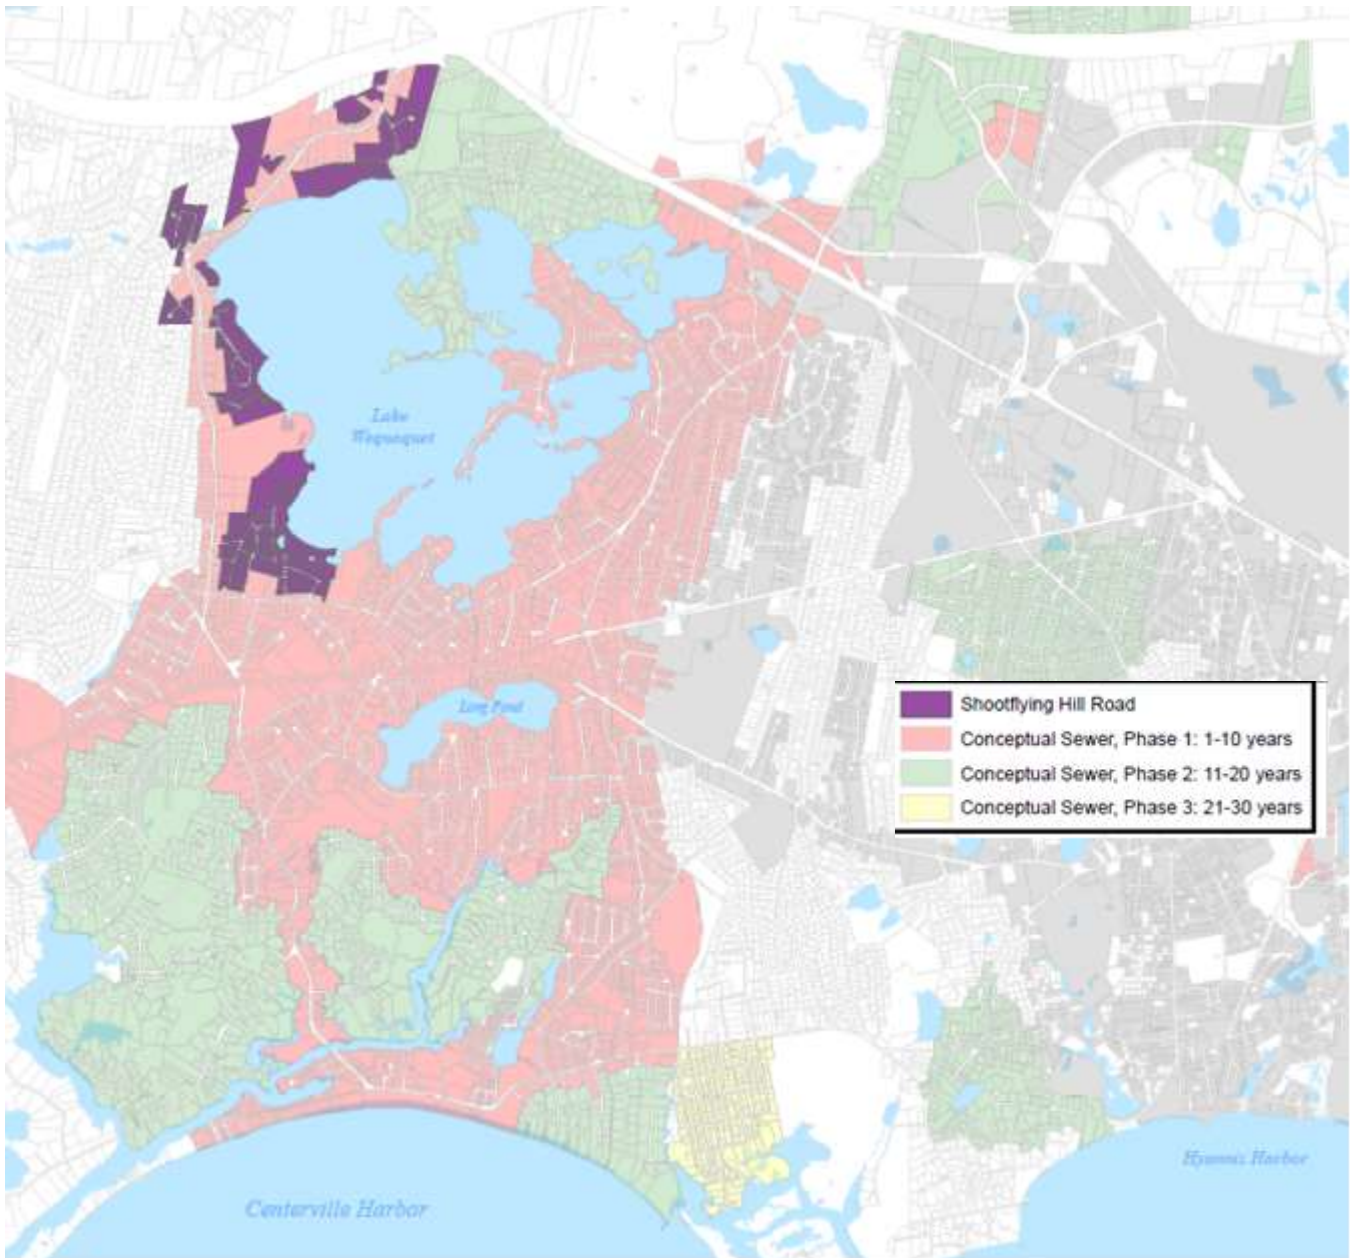 Lake
Wequaquet
Long Pond
Shootflying Hill Road
Conceptual Sewer, Phase 1: 1-10 years
Conceptual Sewer, Phase 2: 11-20 years
Conceptual Sewer, Phase 3: 21-30 years
Hyannis Harbor
Centerville Harbor